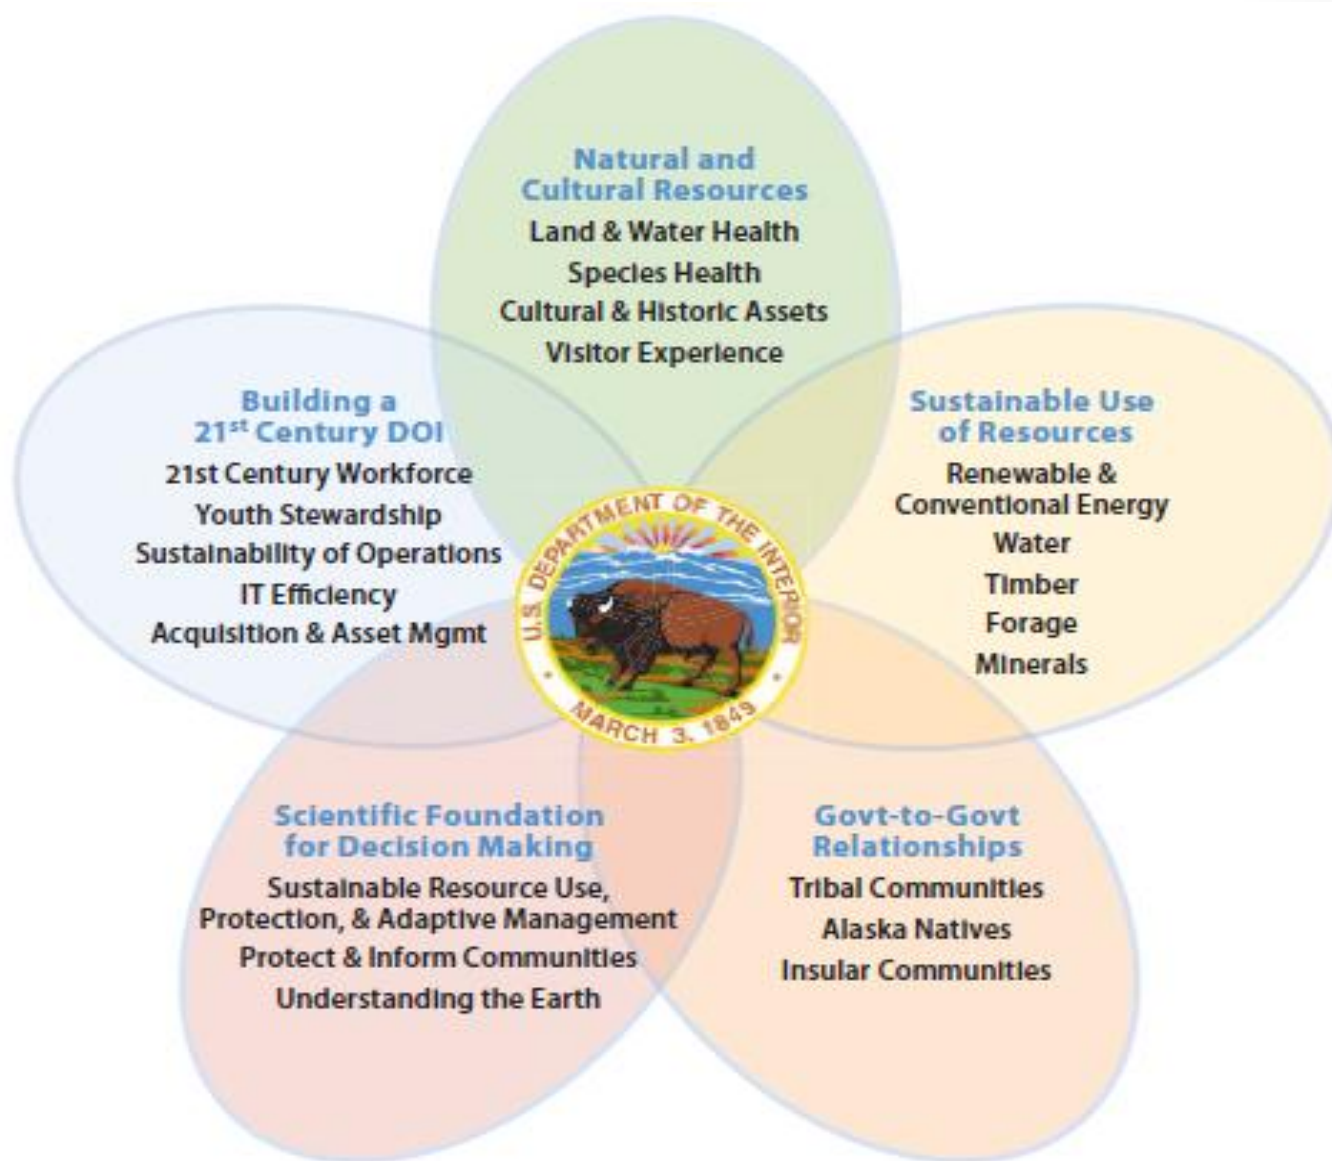 Natural and
Cultural Resources
Land & Water Health
Species Health
Cultural & Historic Assets
Visitor Experience
Building a
21st Century DOI
21st Century Workforce
Youth Stewardship
Sustainability of Operations
IT Efficiency
Acquisition & Asset Mgmt
Sustainable Use
of Resources
Renewable &
Conventional Energy
Water
Timber
Forage
Minerals
U.S. DEPARTMENT OF THE INTERIOR
MARCH 3, 1849
Scientific Foundation
for Decision Making
Sustainable Resource Use,
Protection, & Adaptive Management
Protect & Inform Communities
Understanding the Earth
Govt-to-Govt
Relationships
Tribal Communities
Alaska Natives
Insular Communities